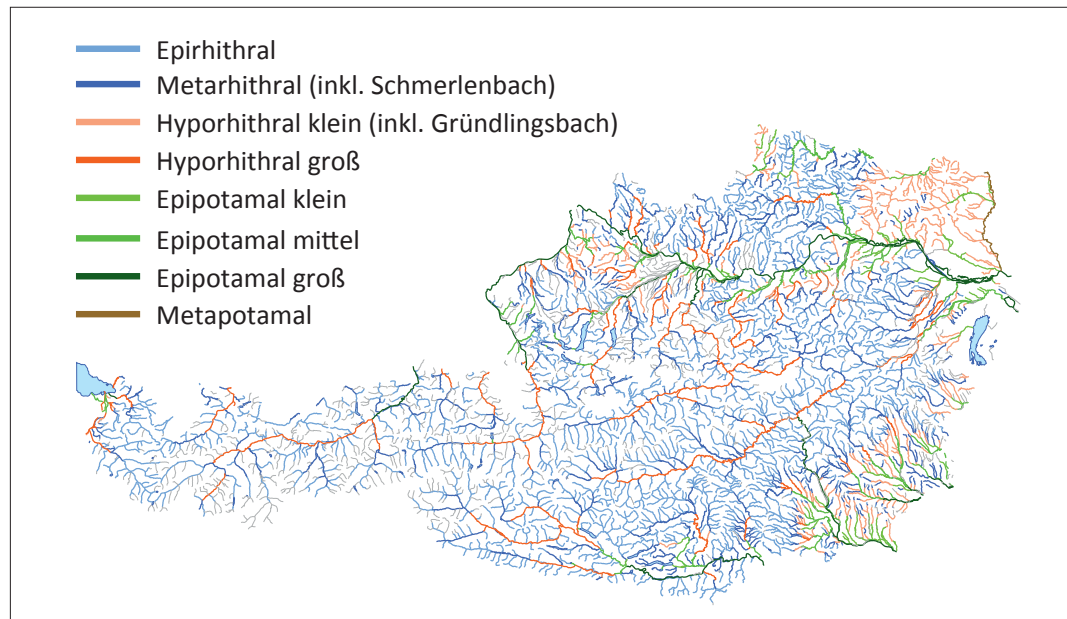 Epirhithral
Metarhithral (inkl. Schmerlenbach)
Hyporhithral klein (inkl. Gründlingsbach)
Hyporhithral groß
Epipotamal klein
Epipotamal mittel
Epipotamal groß
Metapotamal